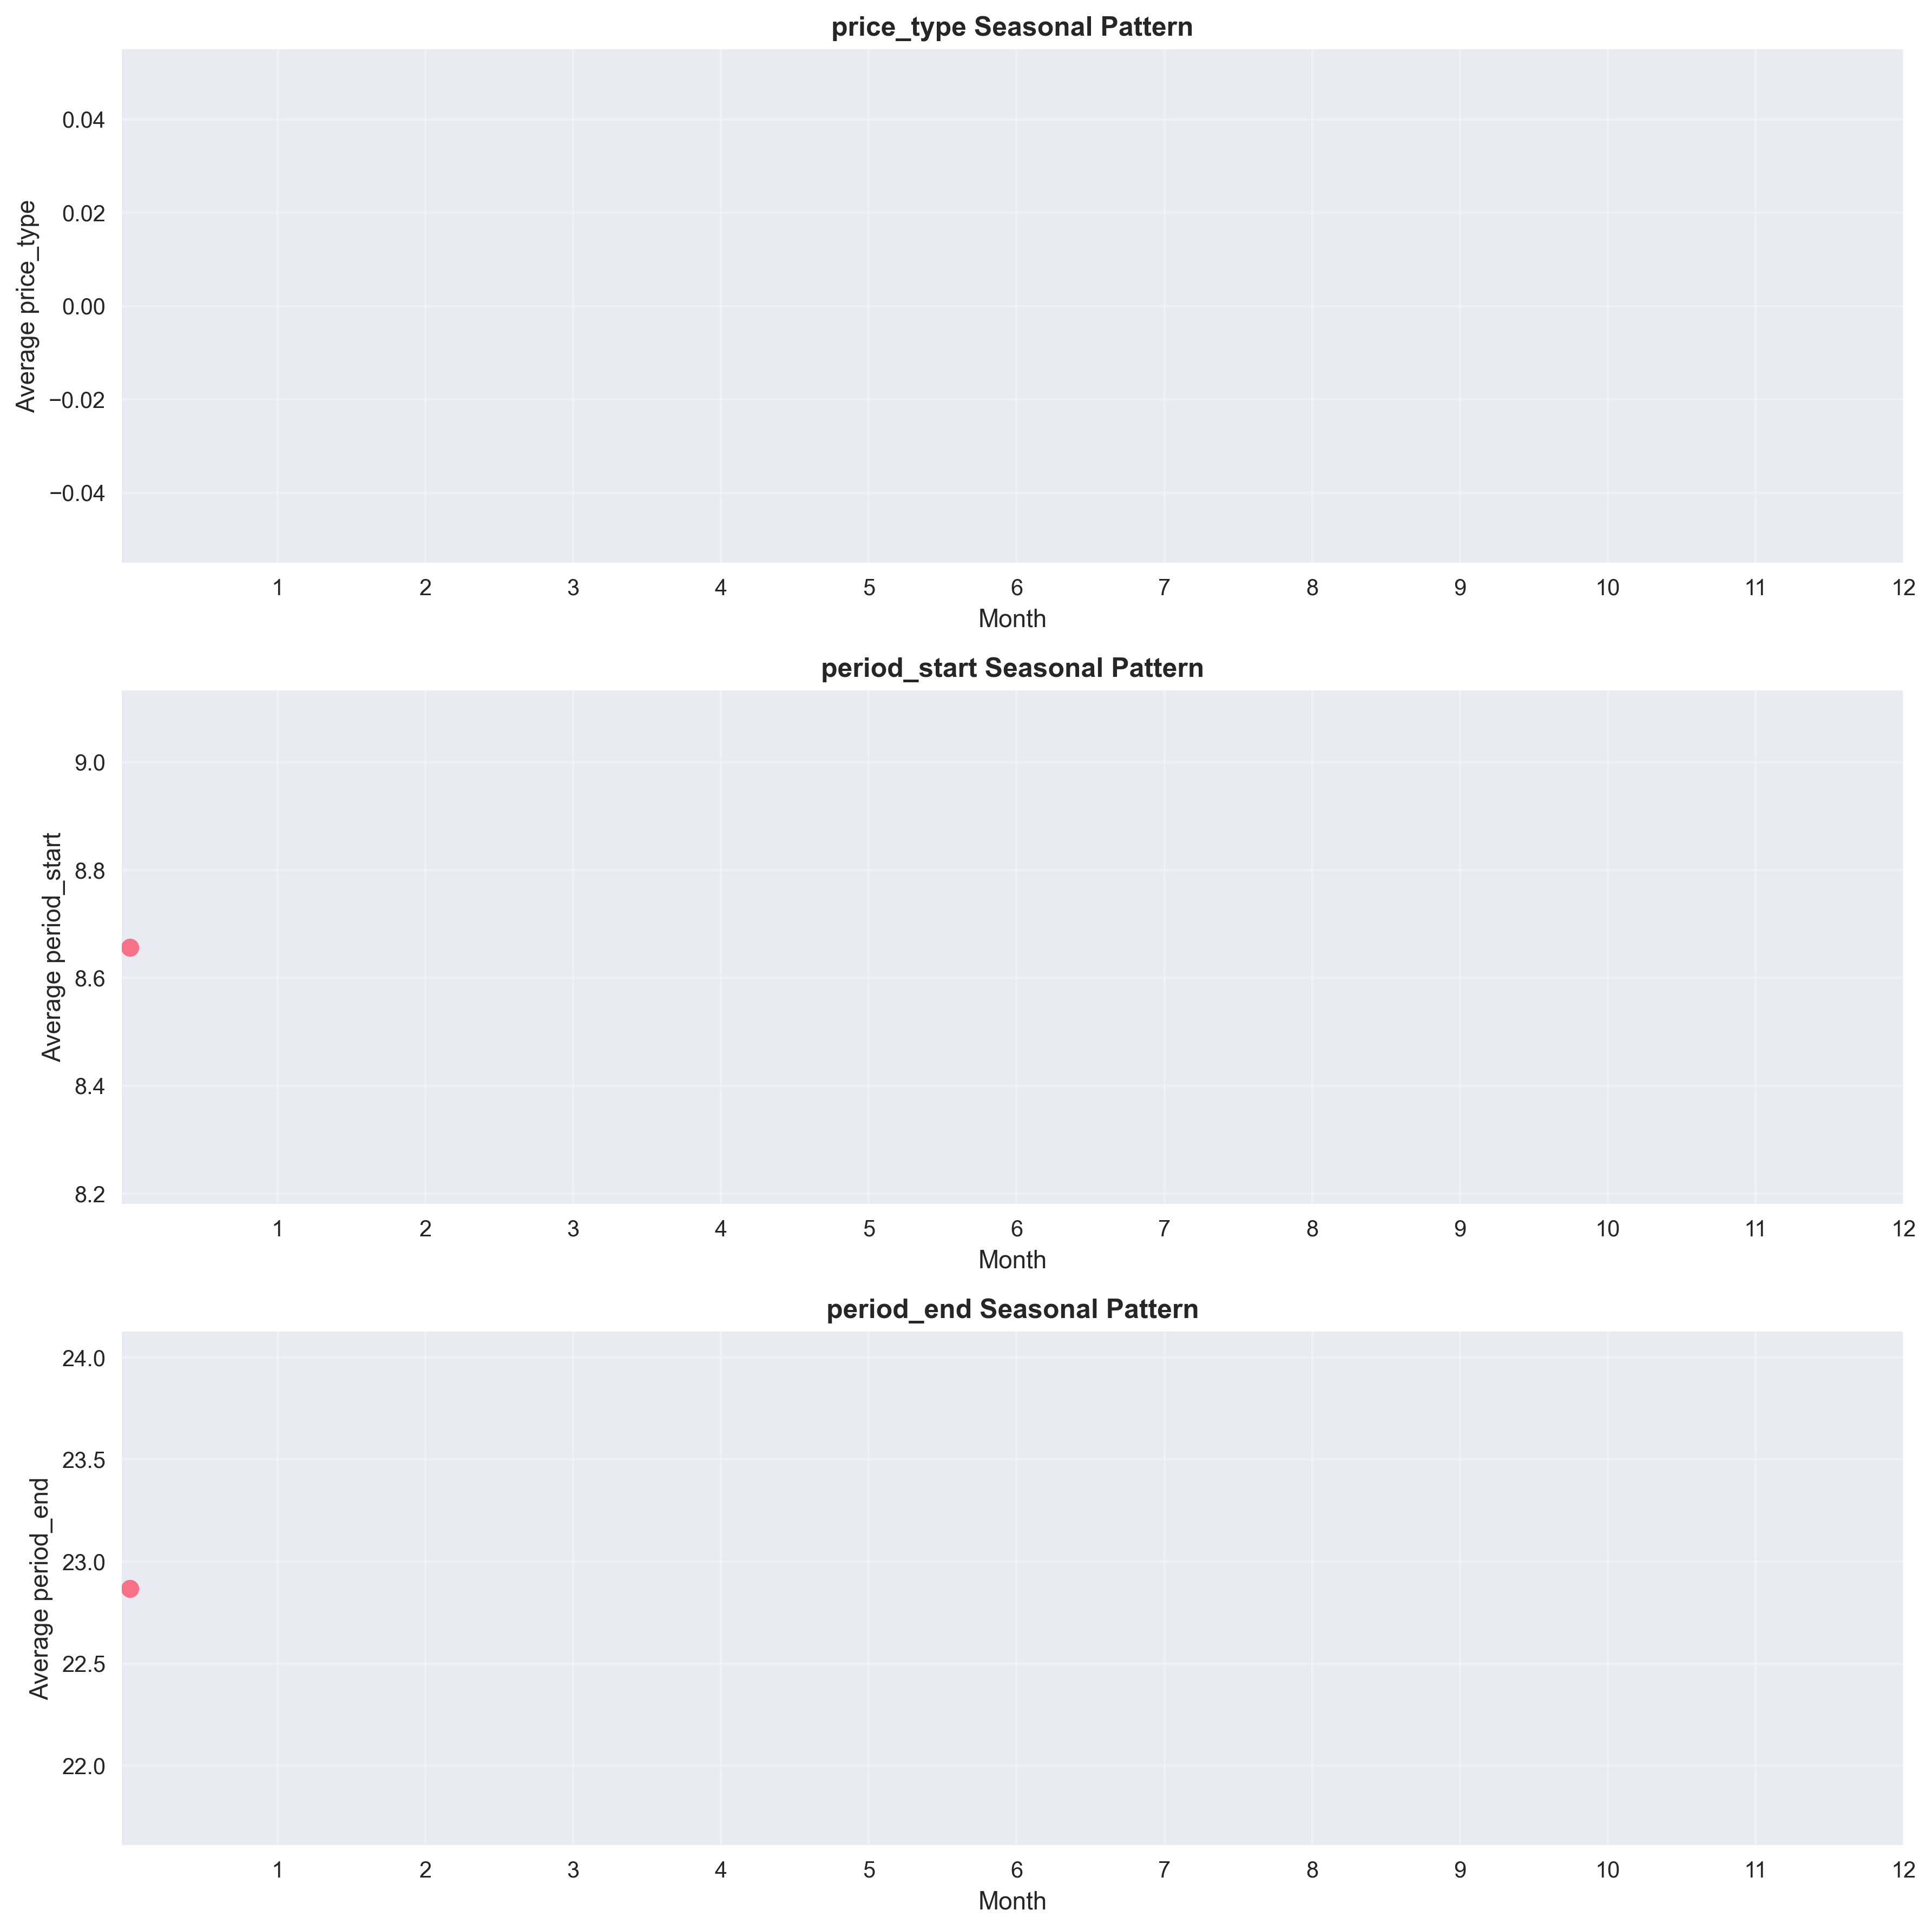 price_type Seasonal Pattern
Average price_type
0.04
0.02
0.00
−0.02
−0.04
1 2 3 4 5 6 7 8 9 10 11 12
Month
period_start Seasonal Pattern
Average period_start
9.0
8.8
8.6
8.4
8.2
1 2 3 4 5 6 7 8 9 10 11 12
Month
period_end Seasonal Pattern
Average period_end
24.0
23.5
23.0
22.5
22.0
1 2 3 4 5 6 7 8 9 10 11 12
Month